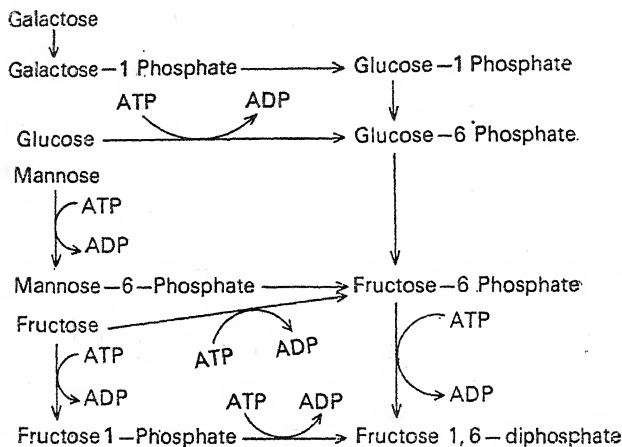 Galactose
Galactose-1 Phosphate Glucose-1 Phosphate
ATP ADP
Glucose Glucose-6 Phosphate.
Mannose
ATP
ADP
Mannose-6-Phosphate Fructose-6 Phosphate
Fructose
ATP
ATP ATP ADP
ADP ATP ADP ADP
Fructose 1-Phosphate Fructose 1,6-diphosphate